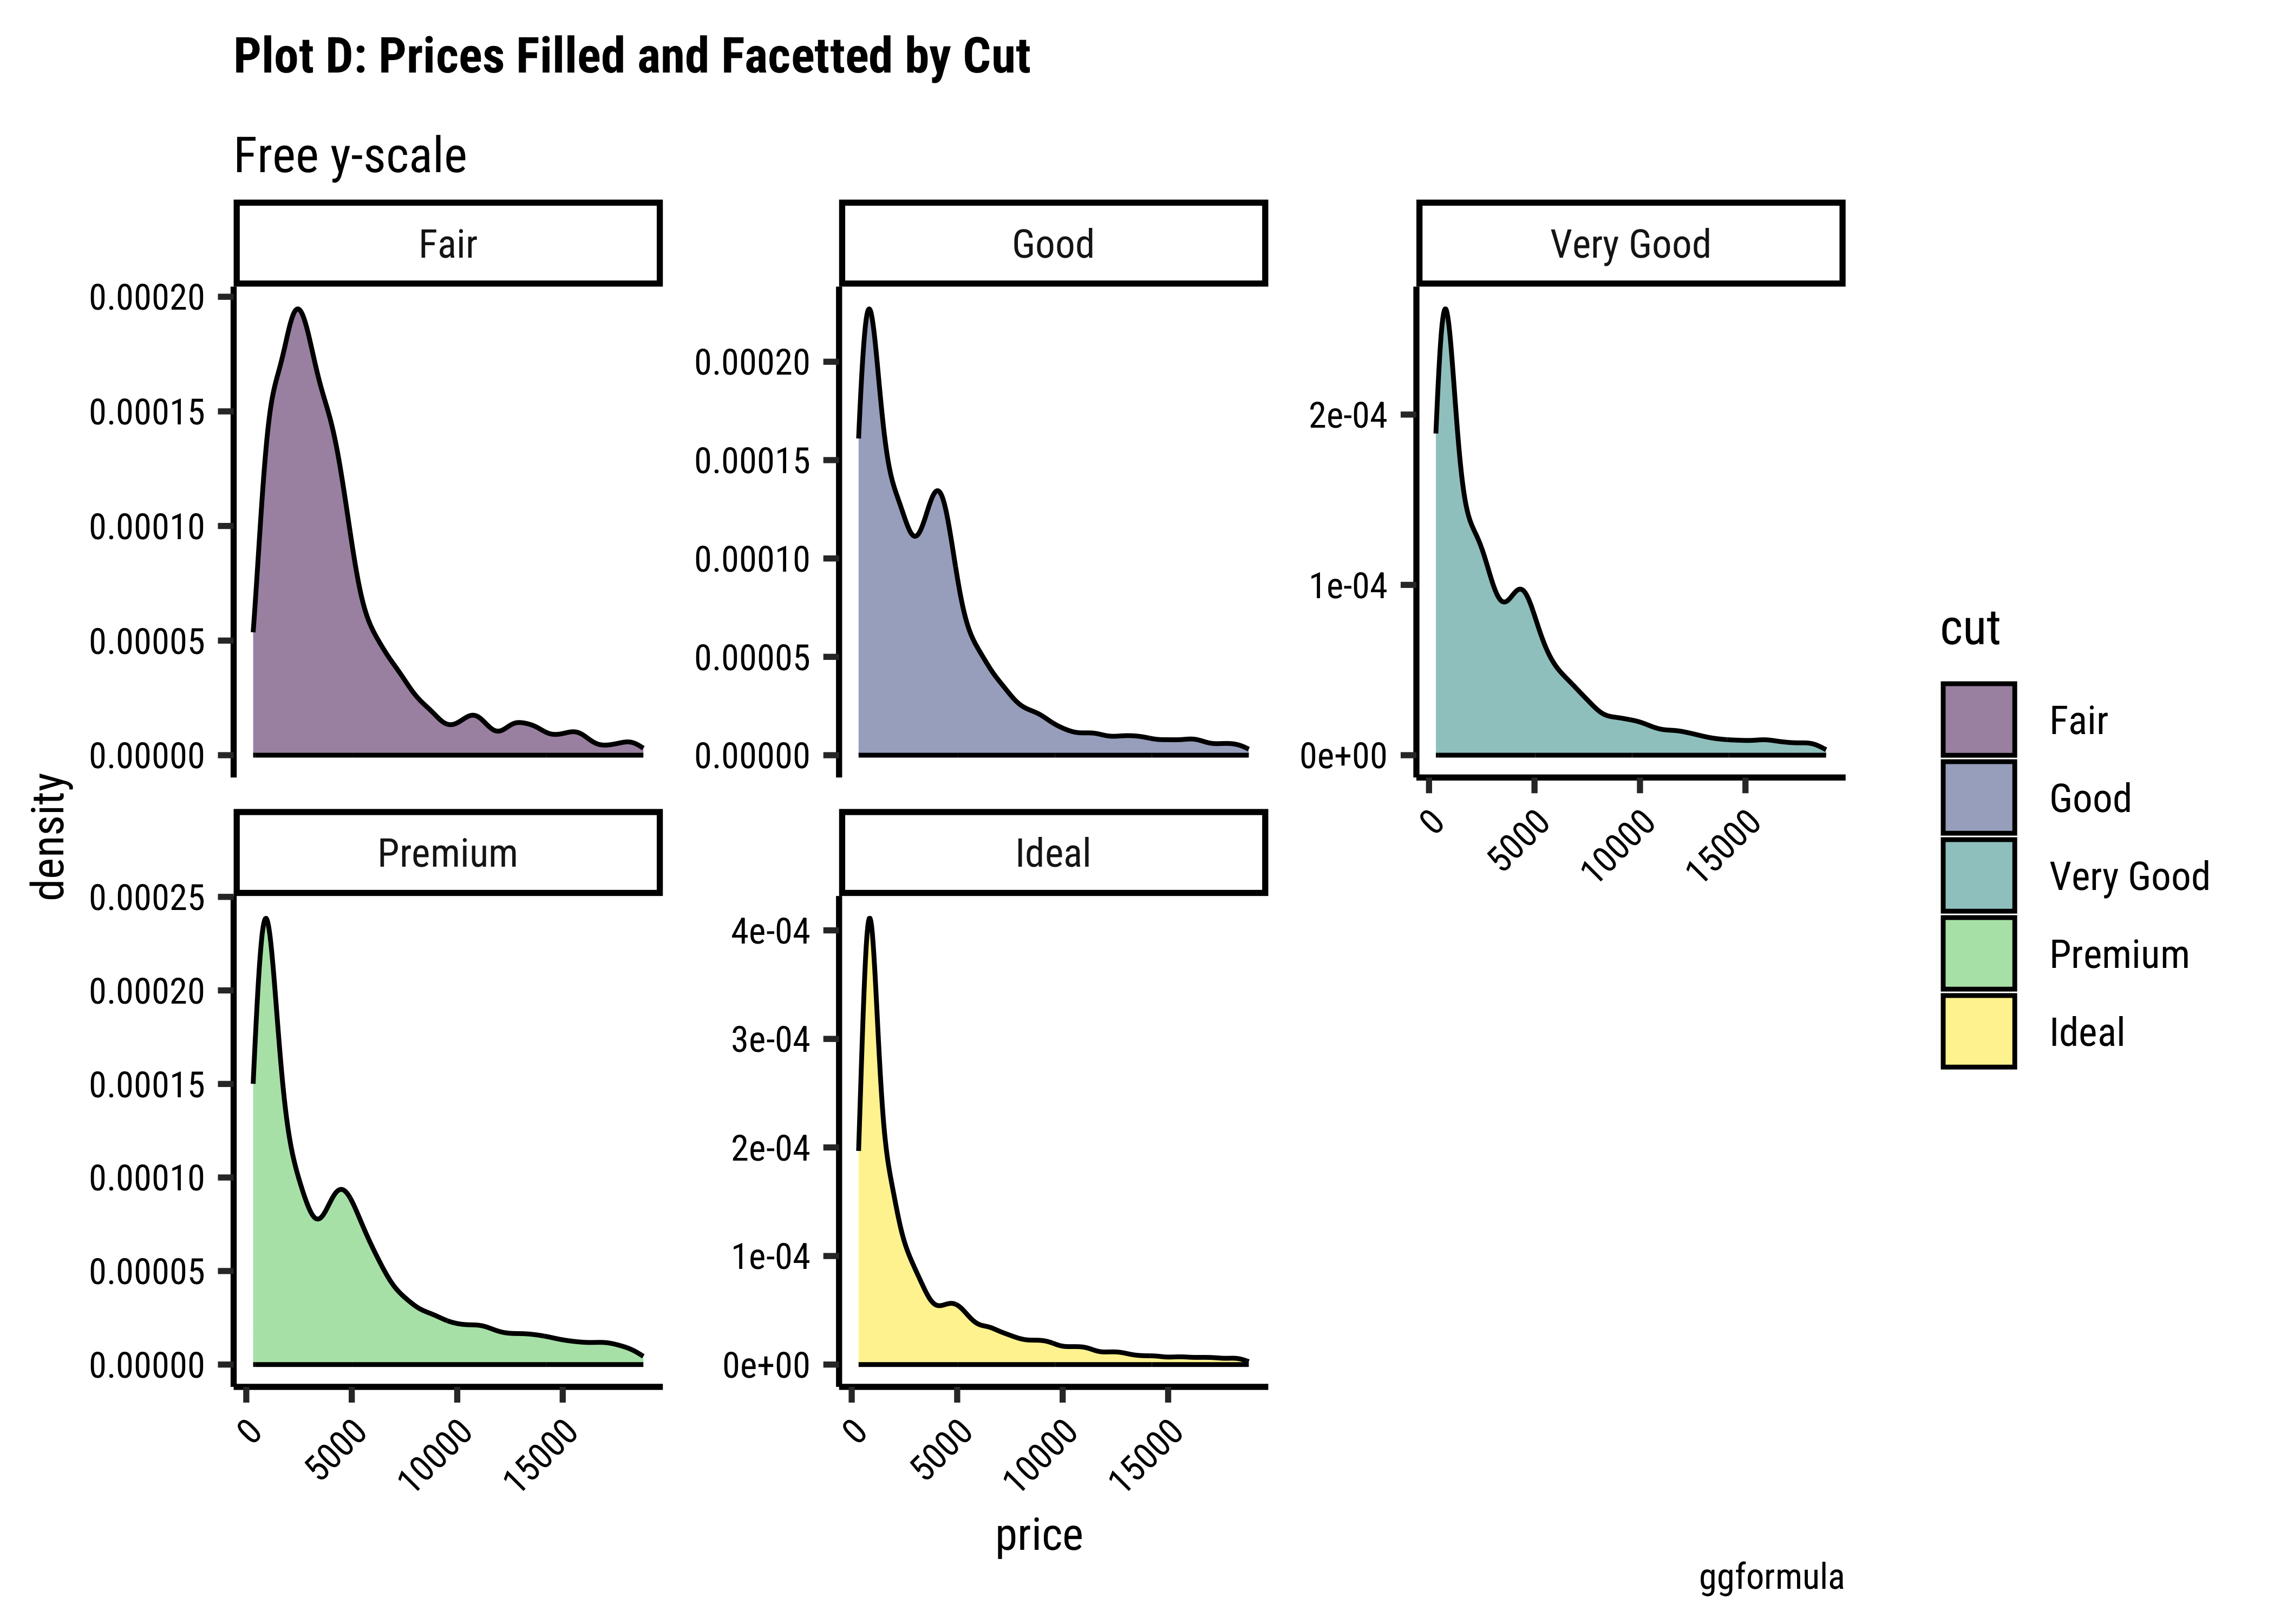 Plot D: Prices Filled and Facetted by Cut
Free y-scale
Fair
Good
Very Good
0.00020
0.00015
0.00010
0.00005
0.00000
0.00020
0.00015
0.00010
0.00005
0.00000
2e-04
1e-04
0e+00
0 5000 10000 15000
density
Premium
Ideal
0.00025
0.00020
0.00015
0.00010
0.00005
0.00000
4e-04
3e-04
2e-04
1e-04
0e+00
0 5000 10000 15000
0 5000 10000 15000
price
cut
Fair
Good
Very Good
Premium
Ideal
ggformula